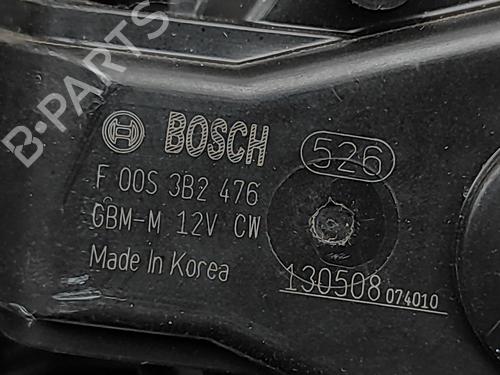 B-PARTS
BOSCH
526
F 00S 3B2 476
GBM-M 12V CW
Made In Korea
130508 074010